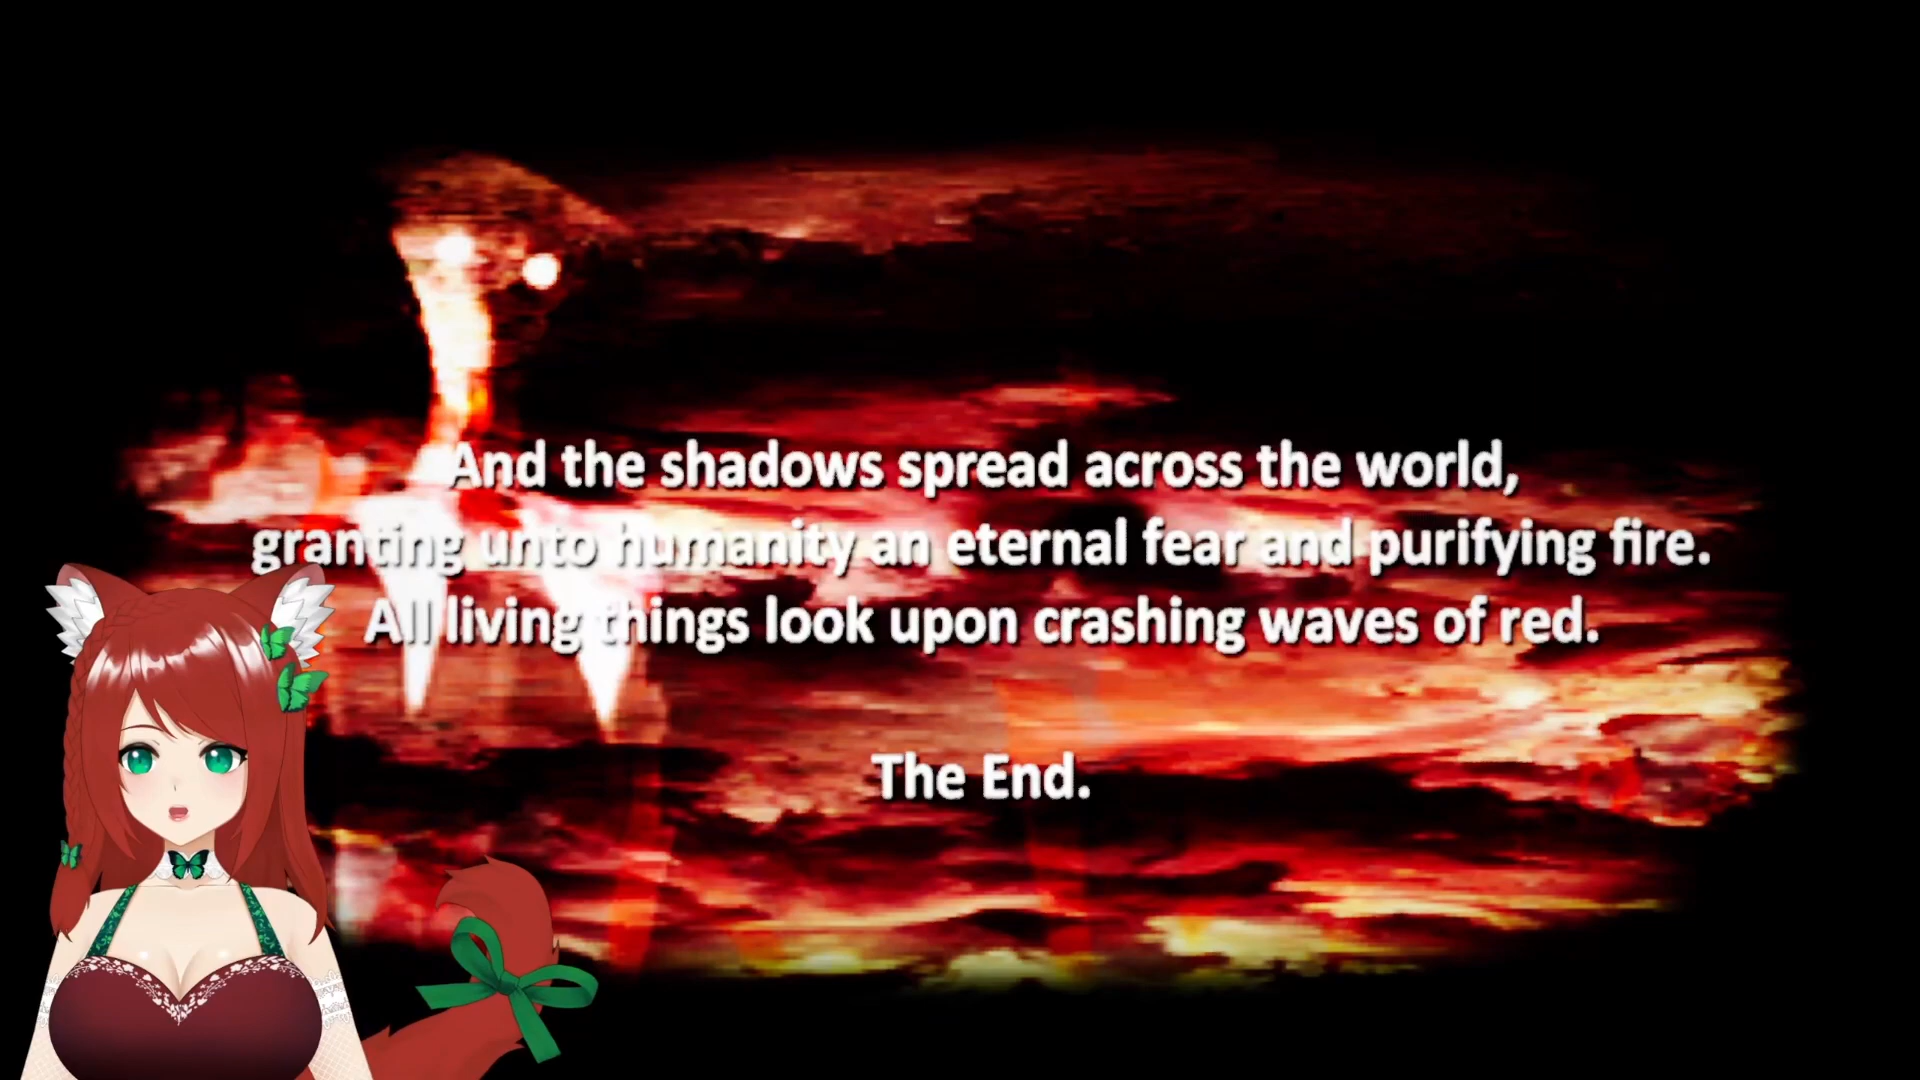 And the shadows spread across the world,
granting unto humanity an eternal fear and purifying fire.
All living things look upon crashing waves of red.
The End.